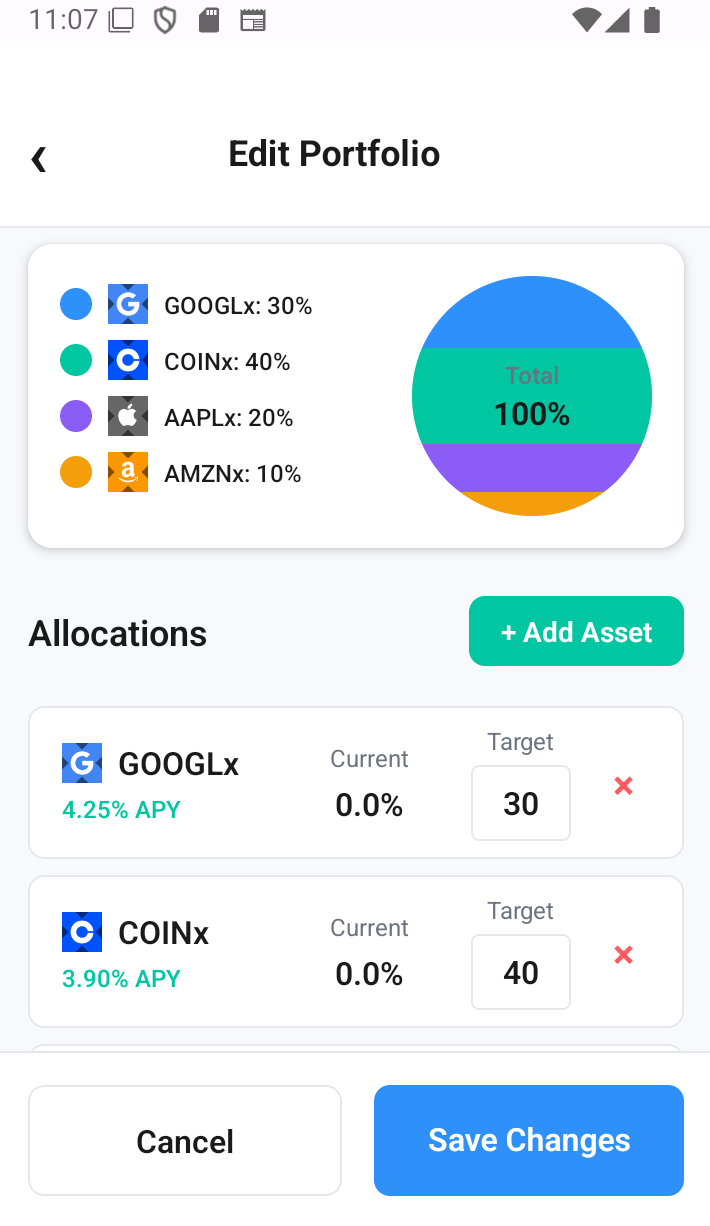 11:07
‹
Edit Portfolio
GOOGLx: 30%
COINx: 40%
AAPLx: 20%
AMZNx: 10%
Total
100%
Allocations
+ Add Asset
GOOGLx
4.25% APY
Current
0.0%
Target
30
×
COINx
3.90% APY
Current
0.0%
Target
40
×
Cancel
Save Changes